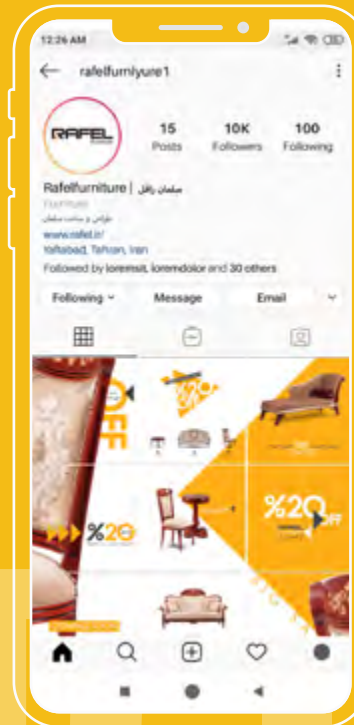 12:26 AM
rafelfurniyure1
RAFEL
15 10K 100
Posts Followers Following
Rafelfurniture | مبلمان رافل
Furniture
طراحی و ساخت مبلمان
www.rafel.ir/
Yaftabad, Tehran, Iran
Followed by loremsit, loremdolor and 30 others
Following Message Email
OFF
%20
%20
OFF
%20
BIG